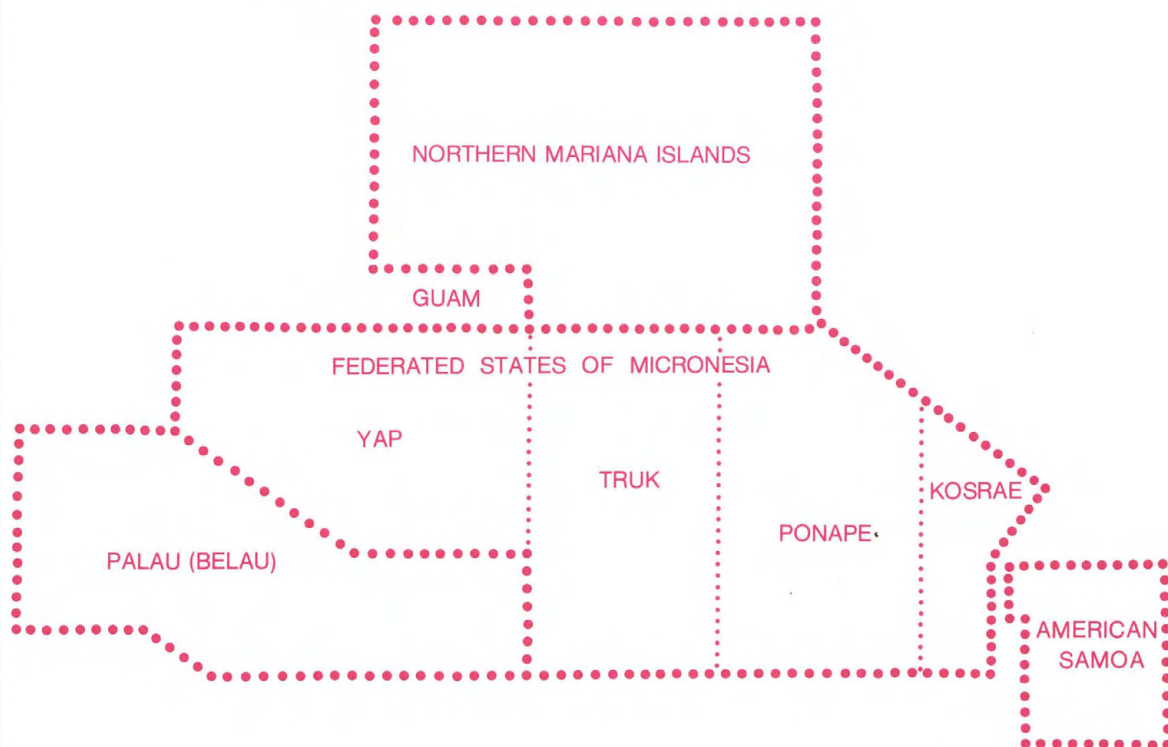 NORTHERN MARIANA ISLANDS
GUAM
FEDERATED STATES OF MICRONESIA
YAP
TRUK
KOSRAE
PONAPE
PALAU (BELAU)
AMERICAN
SAMOA